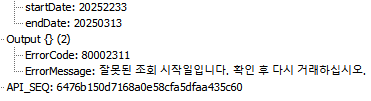 startDate: 20252233
endDate: 20250313
Output {} (2)
ErrorCode: 80002311
ErrorMessage: 잘못된 조회 시작일입니다. 확인 후 다시 거래하십시오.
API_SEQ: 6476b150d7168a0e58cfa5dfaa435c60